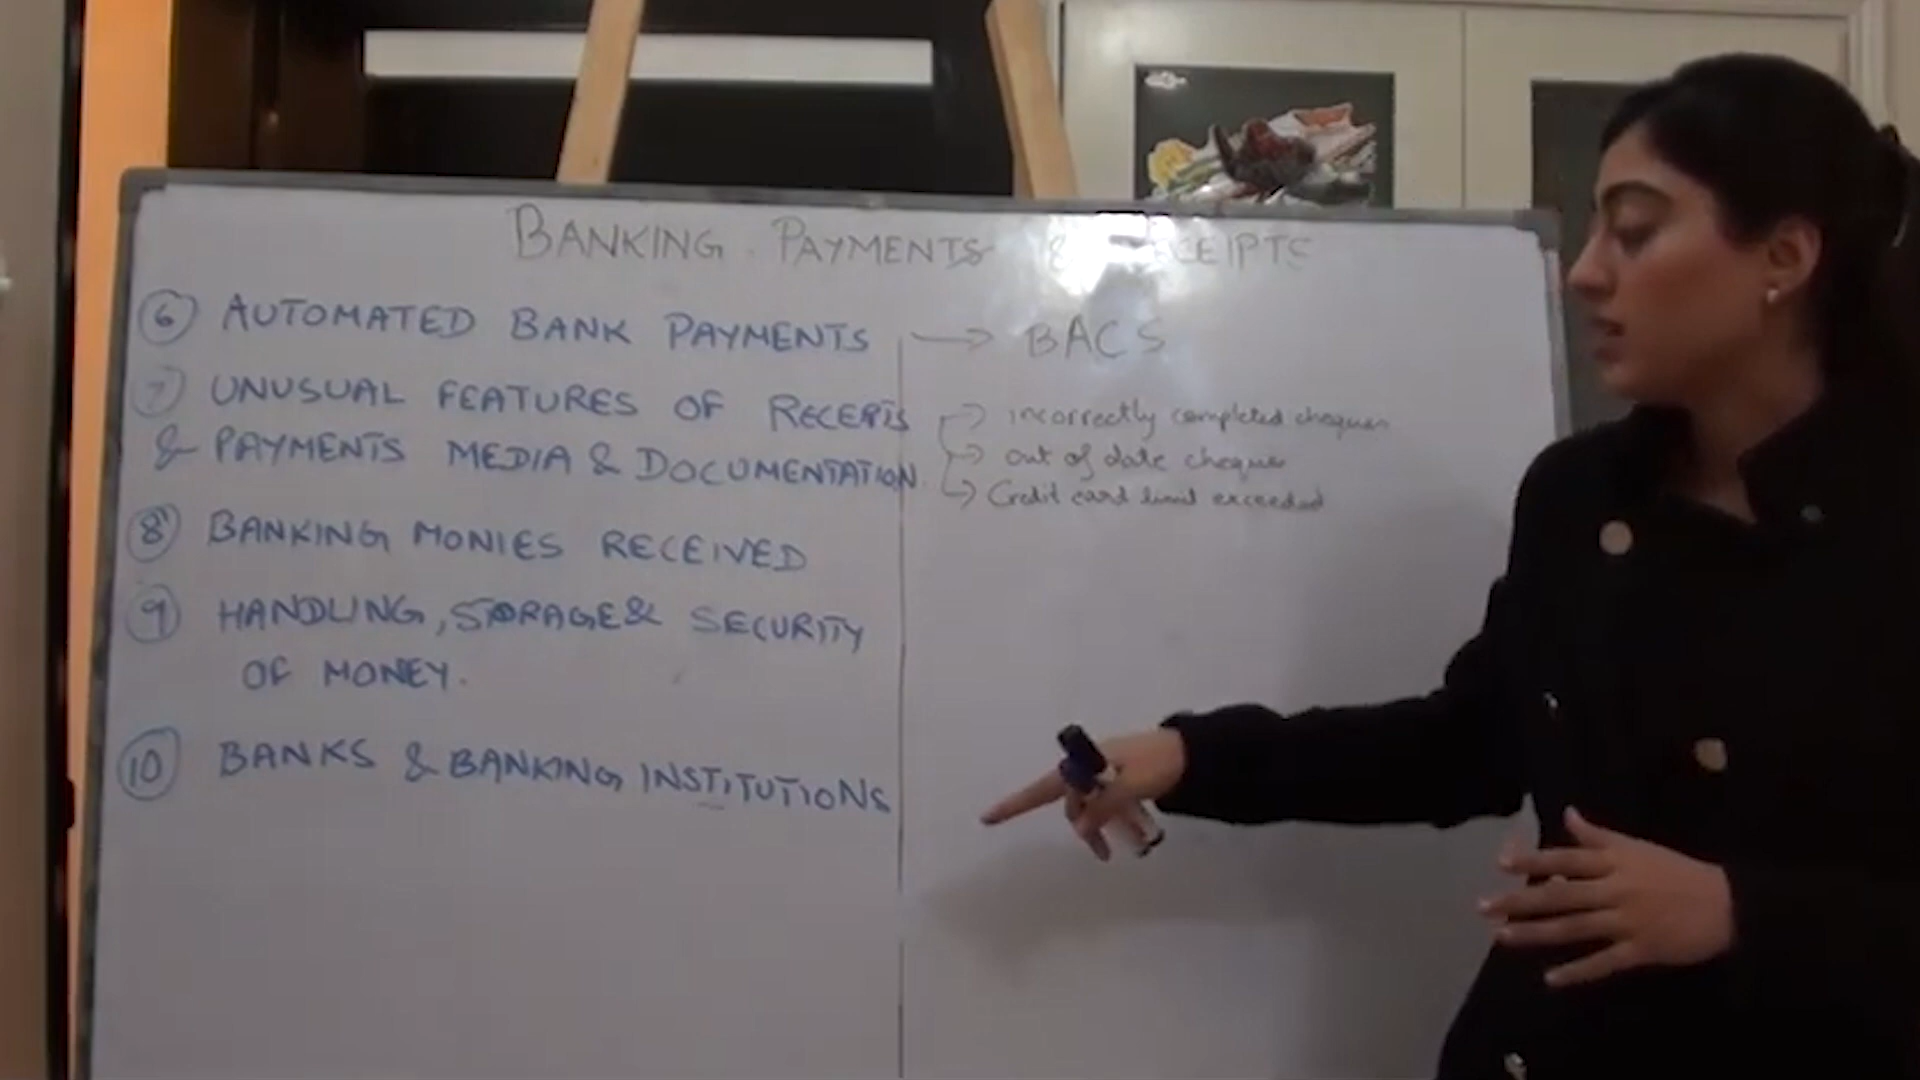 BANKING PAYMENTS & RECEIPTS
6 AUTOMATED BANK PAYMENTS → BACS
7 UNUSUAL FEATURES OF RECEPTS
& PAYMENTS MEDIA & DOCUMENTATION
→ incorrectly completed cheques
→ out of date cheques
→ Credit card limit exceeded
8 BANKING MONIES RECEIVED
9 HANDLING, STORAGE & SECURITY
OF MONEY.
10 BANKS & BANKING INSTITUTIONS